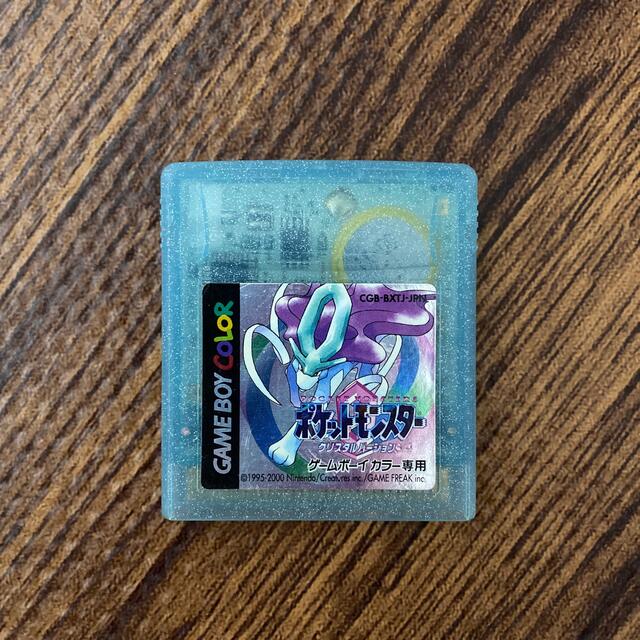 CGB-BXTJ-JPN
GAME BOY COLOR
POCKET MONSTERS
ポケットモンスター
クリスタルバージョン
ゲームボーイカラー専用
©1995-2000 Nintendo/Creatures inc./GAME FREAK inc.